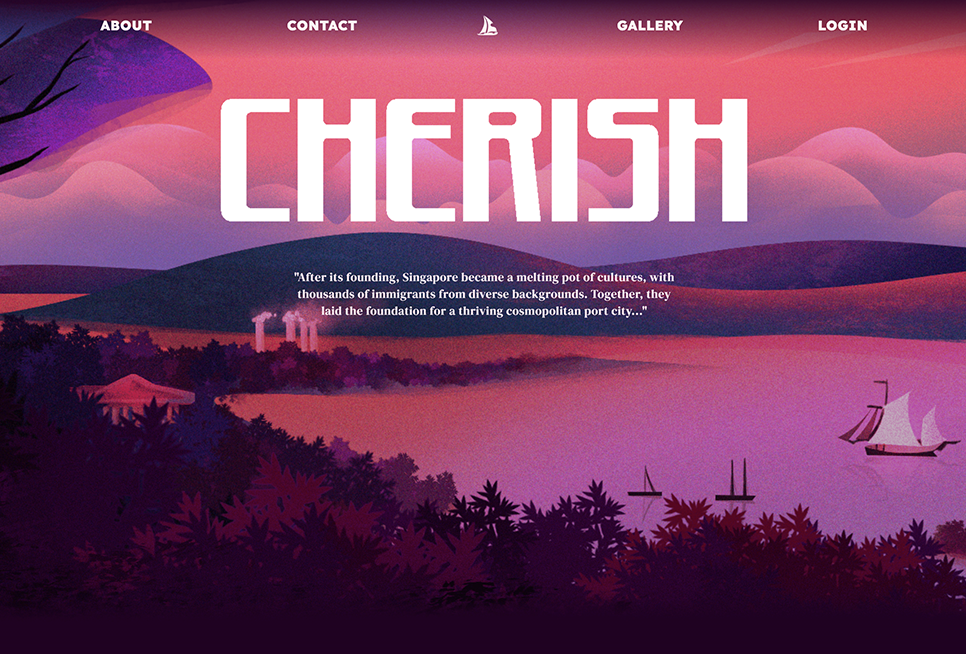 ABOUT CONTACT GALLERY LOGIN
CHERISH
"After its founding, Singapore became a melting pot of cultures, with
thousands of immigrants from diverse backgrounds. Together, they
laid the foundation for a thriving cosmopolitan port city..."